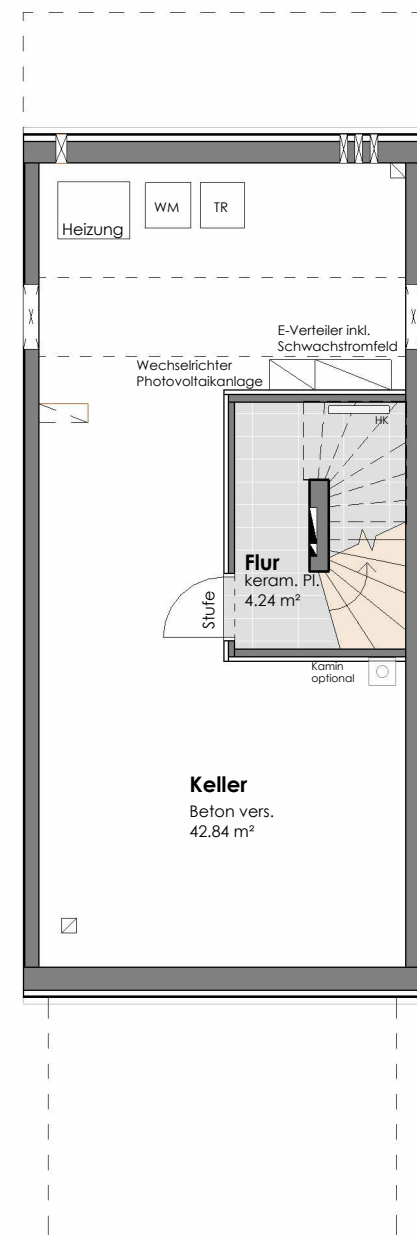 Heizung
WM
TR
E-Verteiler inkl.
Schwachstromfeld
Wechselrichter
Photovoltaikanlage
HK
Flur
keram. Pl.
4.24 m²
Stufe
Kamin
optional
Keller
Beton vers.
42.84 m²